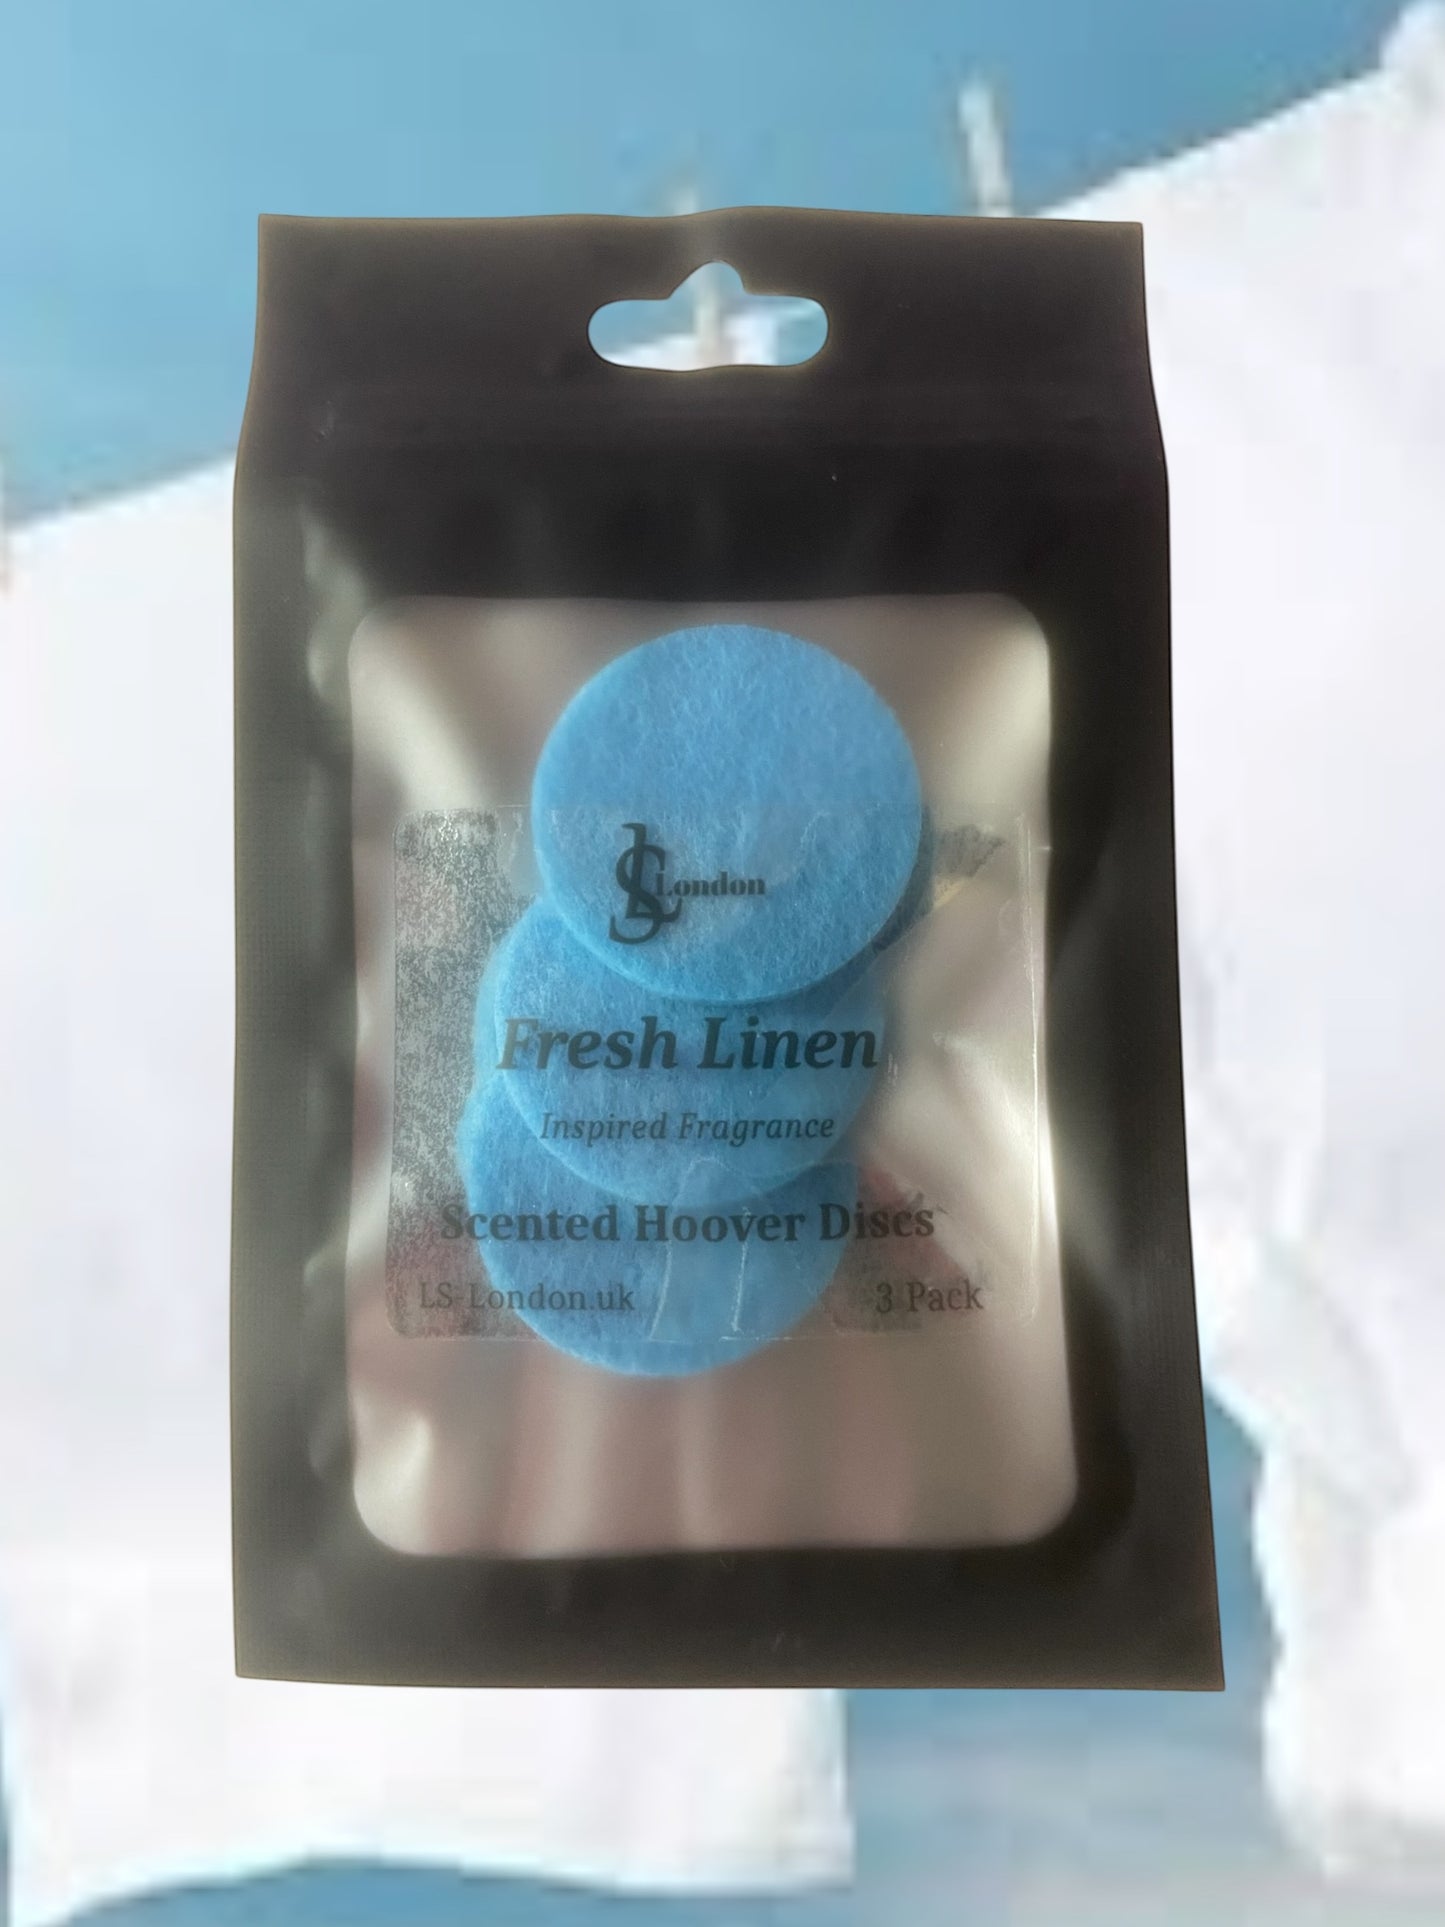 LS London
Fresh Linen
Inspired Fragrance
Scented Hoover Discs
LS-London.uk 3 Pack